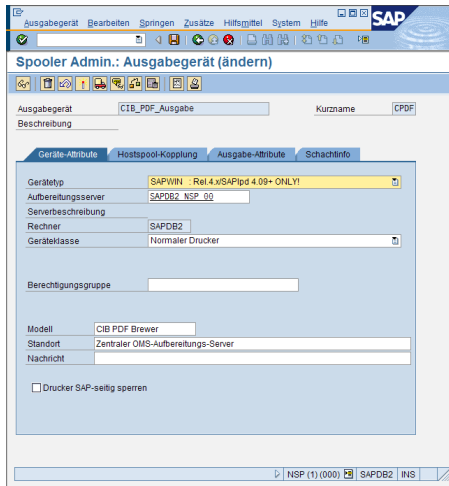 Ausgabegerät Bearbeiten Springen Zusätze Hilfsmittel System Hilfe
SAP
Spooler Admin.: Ausgabegerät (ändern)
Ausgabegerät CIB_PDF_Ausgabe Kurzname CPDF
Beschreibung
Geräte-Attribute Hostspool-Kopplung Ausgabe-Attribute Schachtinfo
Gerätetyp SAPWIN : Rel.4.x/SAPlpd 4.09+ ONLY!
Aufbereitungsserver SAPDB2_NSP_00
Serverbeschreibung
Rechner SAPDB2
Geräteklasse Normaler Drucker
Berechtigungsgruppe
Modell CIB PDF Brewer
Standort Zentraler OMS-Aufbereitungs-Server
Nachricht
Drucker SAP-seitig sperren
NSP (1) (000) SAPDB2 INS